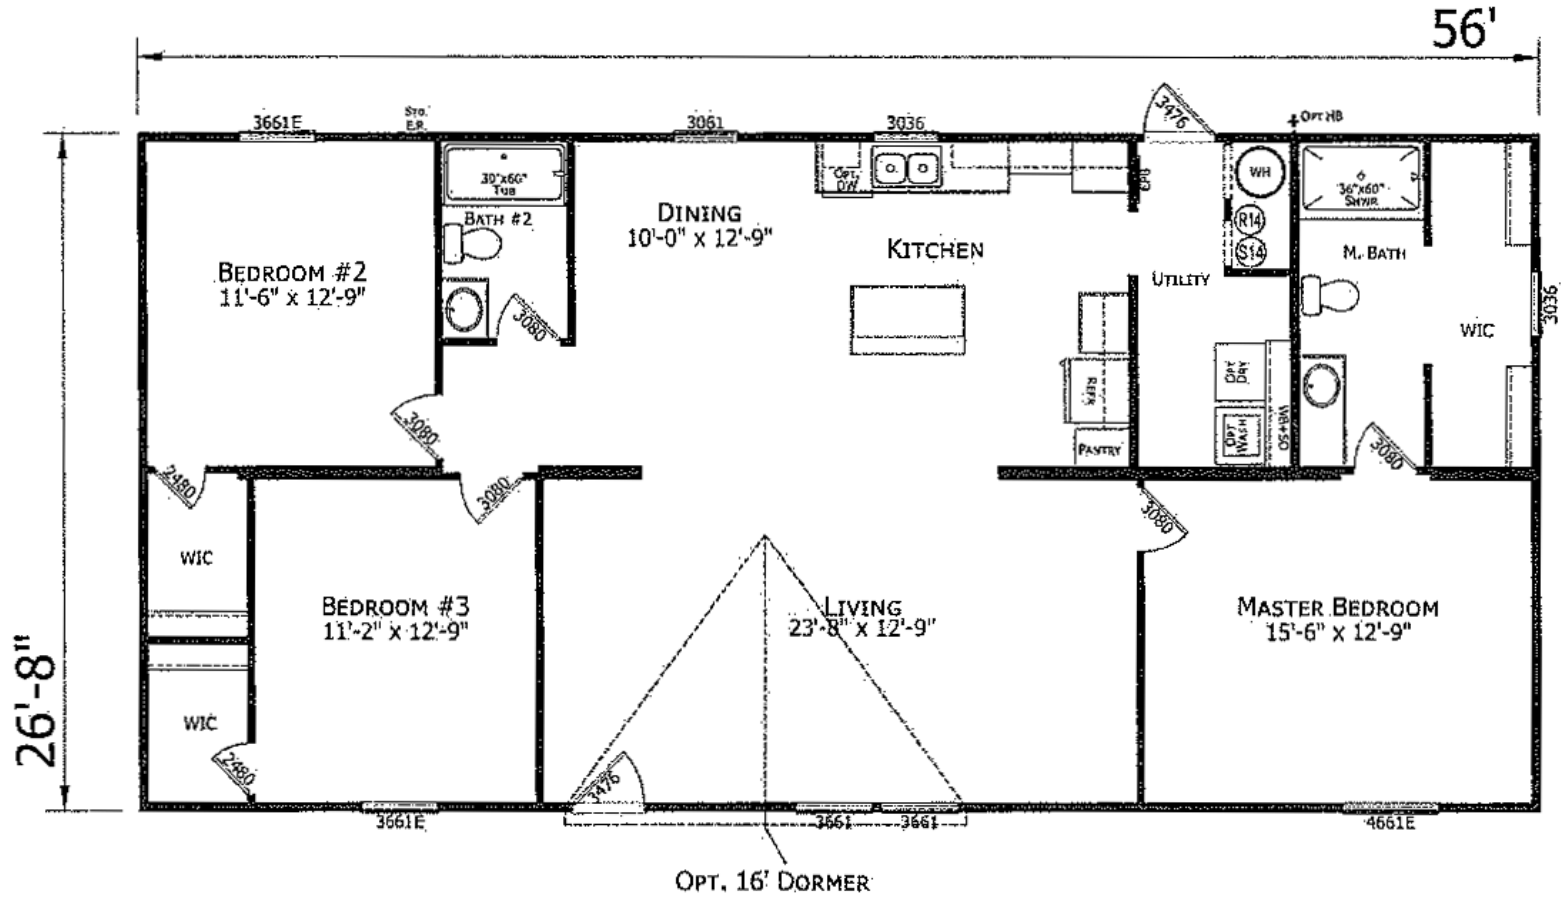 56'
3661E
STD.
E.R.
3061
3036
3476
OPT HB
30"X60"
TUB
OPT.
DW
EPB
WH
36"X60"
SHWR
BATH #2
DINING
10'-0" X 12'-9"
R14
S14
KITCHEN
M. BATH
BEDROOM #2
11'-6" X 12'-9"
UTILITY
3036
WIC
3080
REFR
OPT
DRY
3080
OPT
WASH
WB+SO
PANTRY
3080
2480
3080
3080
WIC
BEDROOM #3
11'-2" X 12'-9"
LIVING
23'-8" X 12'-9"
MASTER BEDROOM
15'-6" X 12'-9"
26'-8"
WIC
2480
3476
3661E
3661
3661
4661E
OPT. 16' DORMER